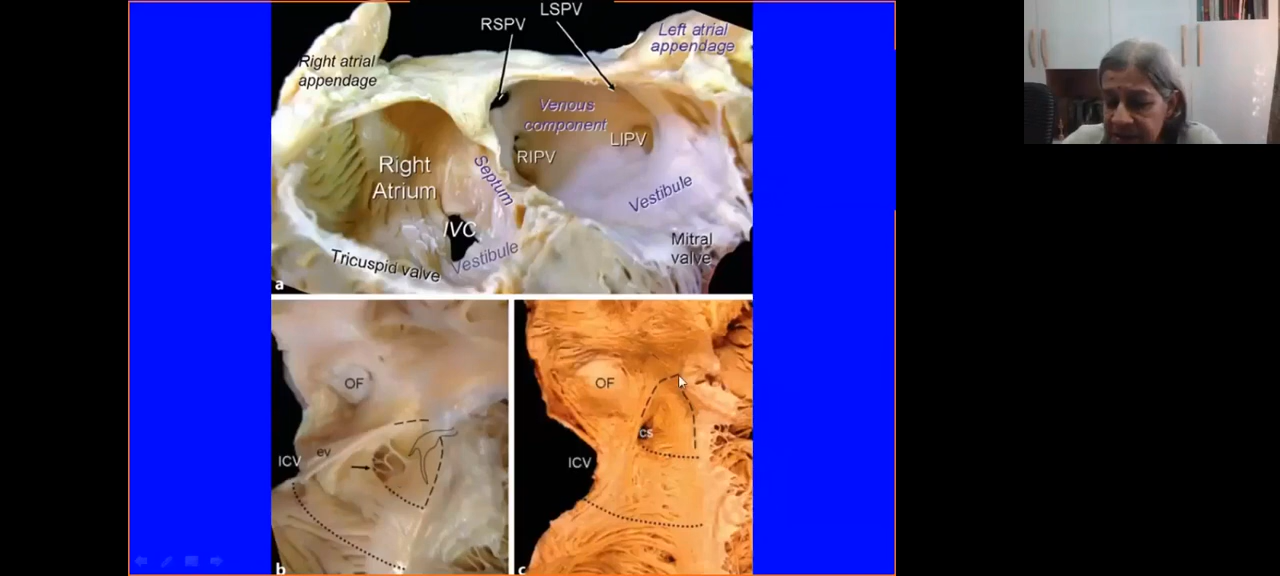 RSPV
LSPV
Left atrial
appendage
Right atrial
appendage
Venous
component
LIPV
RIPV
Right
Atrium
Septum
Vestibule
IVC
Mitral
valve
Tricuspid valve
Vestibule
a
OF
ev
ICV
b
OF
cs
ICV
c